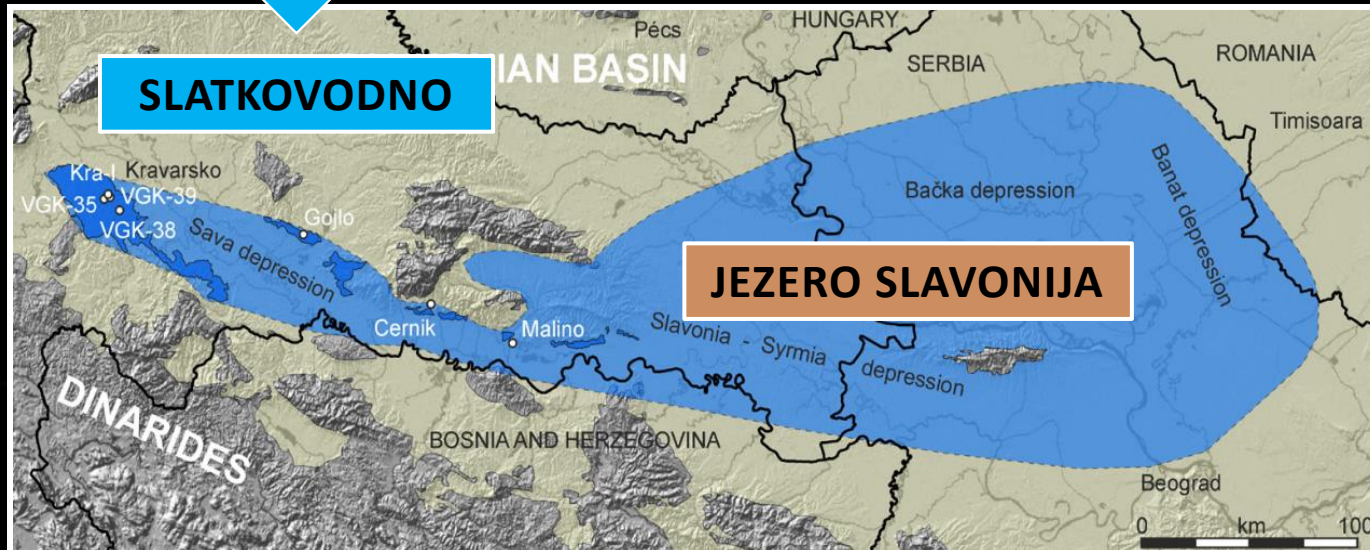 HUNGARY
Pécs
SLATKOVODNO
IAN BASIN
SERBIA
ROMANIA
Timisoara
Kra-I
Kravarsko
VGK-35
VGK-39
VGK-38
Gojlo
Sava depression
Bačka depression
Banat depression
JEZERO SLAVONIJA
Cernik
Malino
Slavonia - Syrmia depression
DINARIDES
BOSNIA AND HERZEGOVINA
Beograd
0 km 100